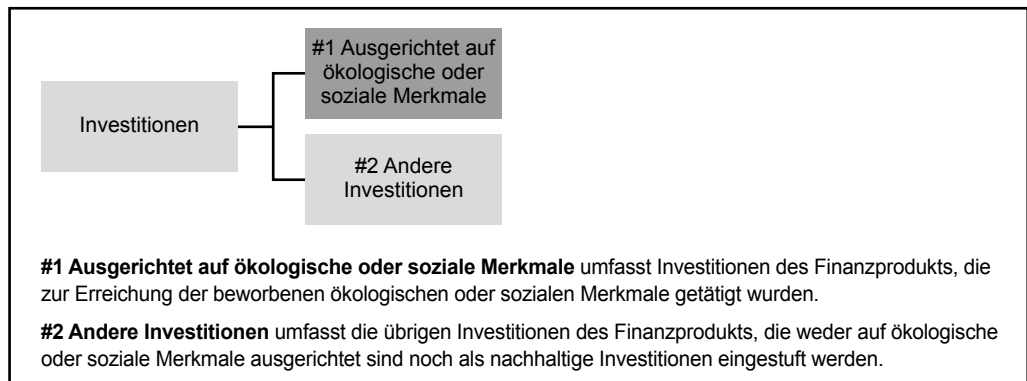 #1 Ausgerichtet auf
ökologische oder
soziale Merkmale
Investitionen
#2 Andere
Investitionen
#1 Ausgerichtet auf ökologische oder soziale Merkmale umfasst Investitionen des Finanzprodukts, die
zur Erreichung der beworbenen ökologischen oder sozialen Merkmale getätigt wurden.
#2 Andere Investitionen umfasst die übrigen Investitionen des Finanzprodukts, die weder auf ökologische
oder soziale Merkmale ausgerichtet sind noch als nachhaltige Investitionen eingestuft werden.